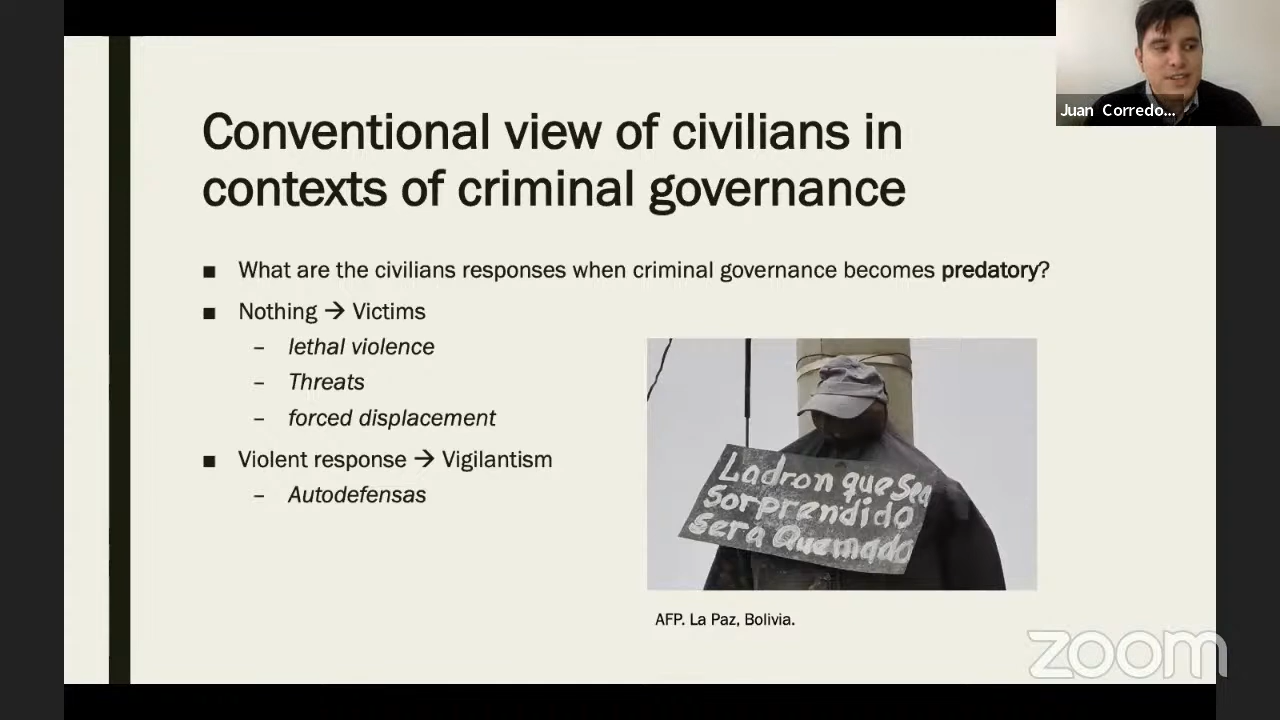 Juan Corredo...
Conventional view of civilians in
contexts of criminal governance
■ What are the civilians responses when criminal governance becomes predatory?
■ Nothing → Victims
– lethal violence
– Threats
– forced displacement
■ Violent response → Vigilantism
– Autodefensas
Ladron que sea
sorprendido
sera Quemado
AFP. La Paz, Bolivia.
zoom